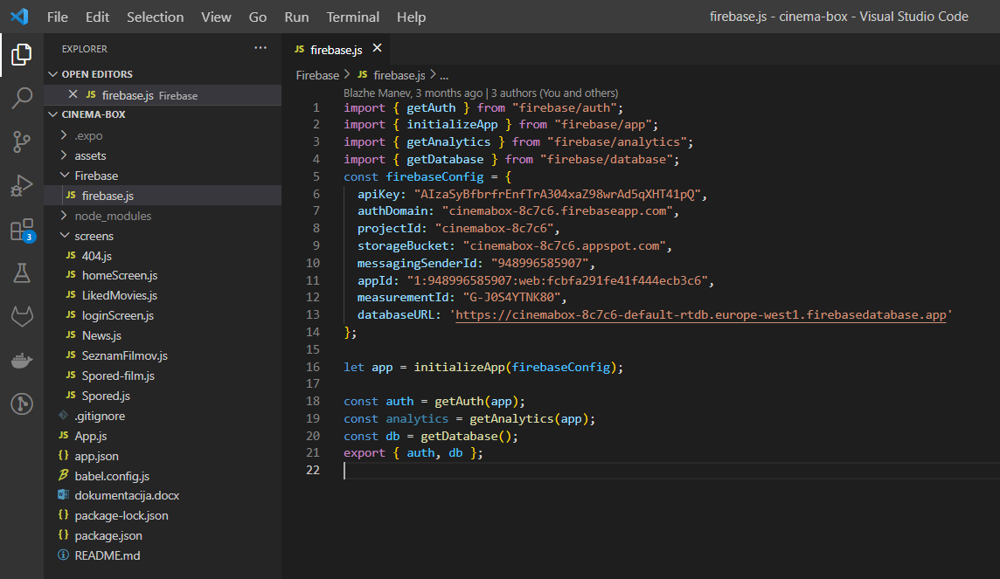 File Edit Selection View Go Run Terminal Help
firebase.js - cinema-box - Visual Studio Code
EXPLORER ...
OPEN EDITORS
JS firebase.js Firebase
CINEMA-BOX
.expo
assets
Firebase
JS firebase.js
node_modules
screens
JS 404.js
JS homeScreen.js
JS LikedMovies.js
JS loginScreen.js
JS News.js
JS SeznamFilmov.js
JS Spored-film.js
JS Spored.js
.gitignore
JS App.js
{} app.json
babel.config.js
dokumentacija.docx
{} package-lock.json
{} package.json
README.md
3
JS firebase.js
Firebase > JS firebase.js > ...
Blazhe Manev, 3 months ago | 3 authors (You and others)
1 import { getAuth } from "firebase/auth";
2 import { initializeApp } from "firebase/app";
3 import { getAnalytics } from "firebase/analytics";
4 import { getDatabase } from "firebase/database";
5 const firebaseConfig = {
6 apiKey: "AIzaSyBfbrfrEnfTrA304xaZ98wrAd5qXHT41pQ",
7 authDomain: "cinemabox-8c7c6.firebaseapp.com",
8 projectId: "cinemabox-8c7c6",
9 storageBucket: "cinemabox-8c7c6.appspot.com",
10 messagingSenderId: "948996585907",
11 appId: "1:948996585907:web:fcbfa291fe41f444ecb3c6",
12 measurementId: "G-J0S4YTNK80",
13 databaseURL: 'https://cinemabox-8c7c6-default-rtdb.europe-west1.firebasedatabase.app'
14 };
15
16 let app = initializeApp(firebaseConfig);
17
18 const auth = getAuth(app);
19 const analytics = getAnalytics(app);
20 const db = getDatabase();
21 export { auth, db };
22